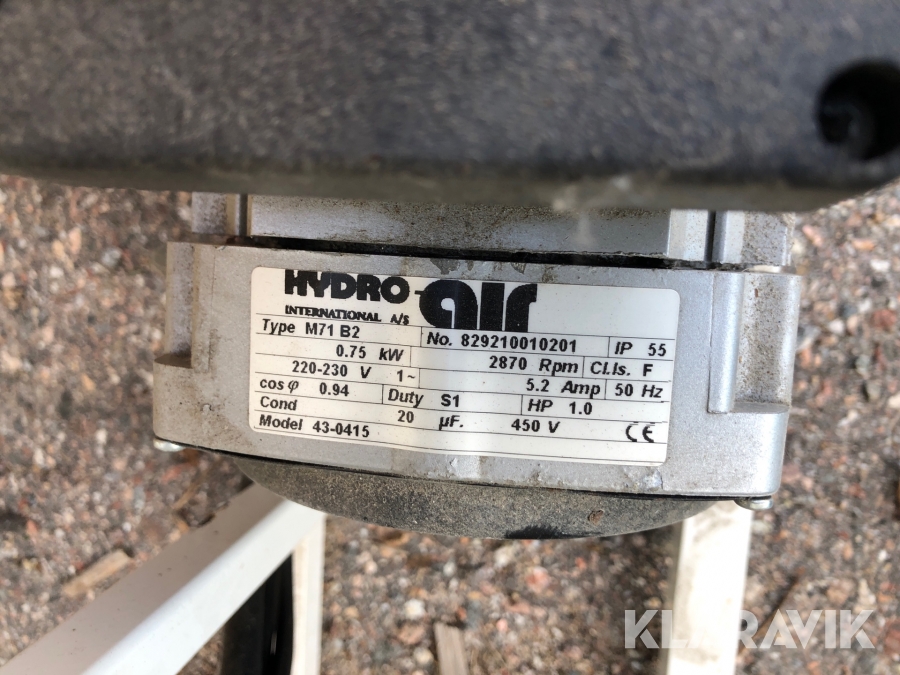 HYDRO-air
INTERNATIONAL A/S
Type M71 B2 No. 829210010201 IP 55
0.75 kW 2870 Rpm Cl.Is. F
220-230 V 1~ 5.2 Amp 50 Hz
cos φ 0.94 Duty S1 HP 1.0
Cond 20 µF. 450 V
Model 43-0415 CE
KLARAVIK